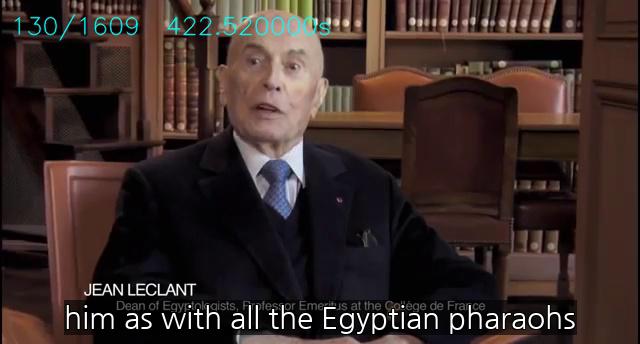 130/1609 422.520000s
JEAN LECLANT
Dean of Egyptologists, Professor Emeritus at the Collège de France
him as with all the Egyptian pharaohs